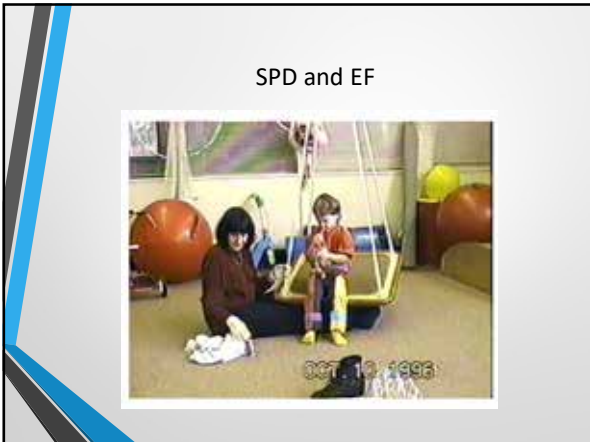 SPD and EF
OCT. 10. 1996